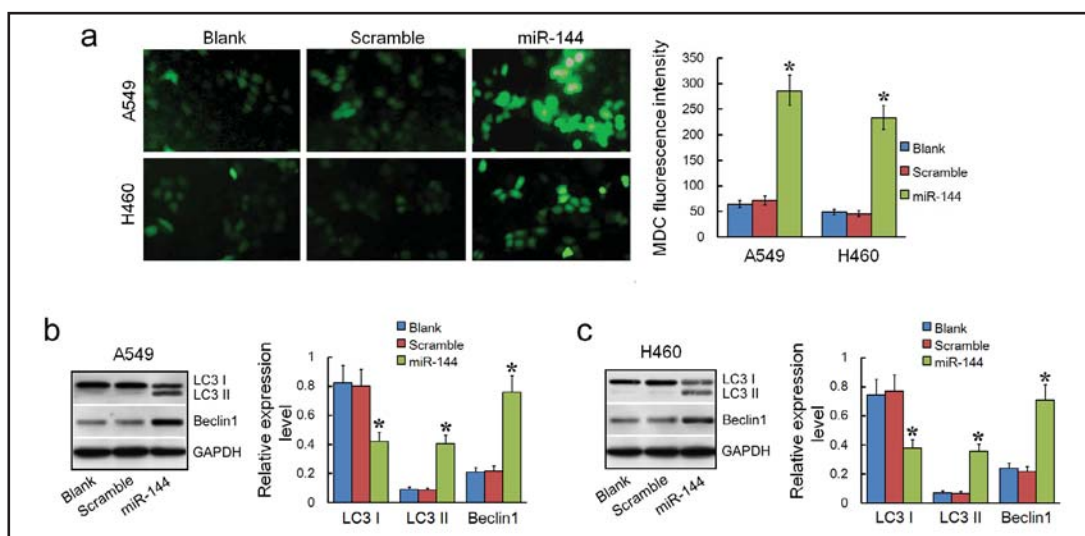 a
Blank Scramble miR-144
A549
H460
MDC fluorescence intensity
350
300
250
200
150
100
50
0
*
*
A549 H460
Blank
Scramble
miR-144
b
A549
LC3 I
LC3 II
Beclin1
GAPDH
Blank
Scramble
miR-144
Relative expression
level
1
0.8
0.6
0.4
0.2
0
Blank
Scramble
miR-144
*
*
*
LC3 I LC3 II Beclin1
c
H460
LC3 I
LC3 II
Beclin1
GAPDH
Blank
Scramble
miR-144
Relative expression
level
1
0.8
0.6
0.4
0.2
0
Blank
Scramble
miR-144
*
*
*
LC3 I LC3 II Beclin1